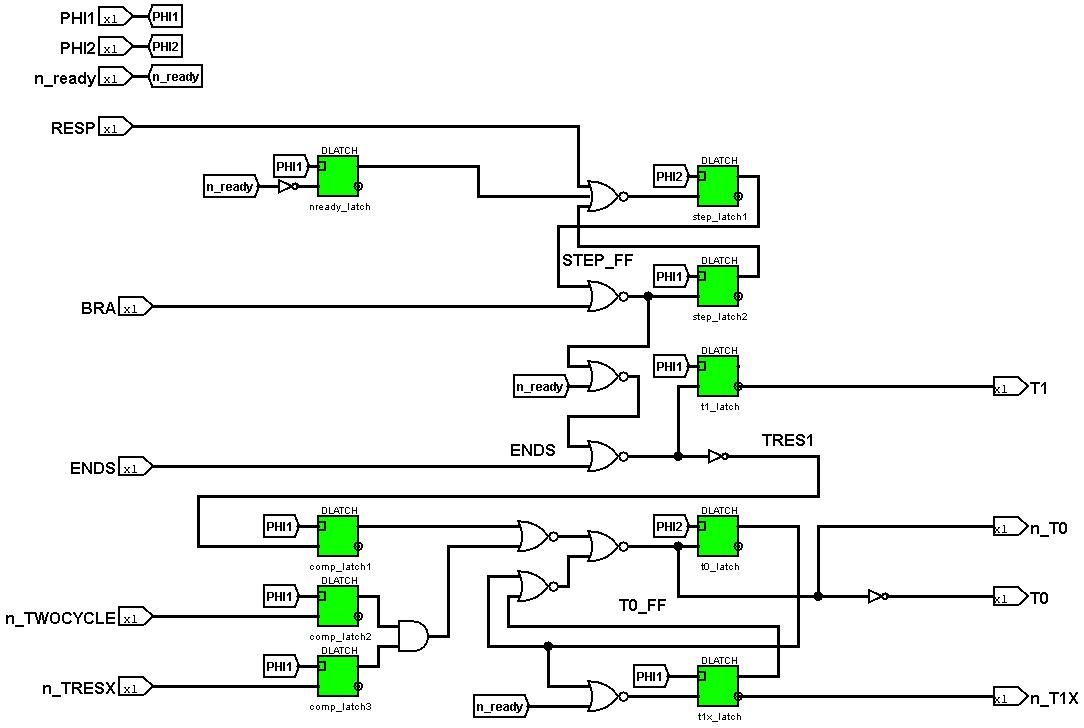 PHI1 x1 PHI1
PHI2 x1 PHI2
n_ready x1 n_ready
RESP x1
DLATCH
PHI1
n_ready
nready_latch
DLATCH
PHI2
step_latch1
STEP_FF
DLATCH
PHI1
step_latch2
BRA x1
DLATCH
PHI1
n_ready
t1_latch
x1 T1
ENDS
TRES1
ENDS x1
DLATCH
PHI1
comp_latch1
DLATCH
PHI2
t0_latch
x1 n_T0
DLATCH
PHI1
n_TWOCYCLE x1
comp_latch2
T0_FF
x1 T0
DLATCH
PHI1
n_TRESX x1
comp_latch3
DLATCH
PHI1
n_ready
t1x_latch
x1 n_T1X